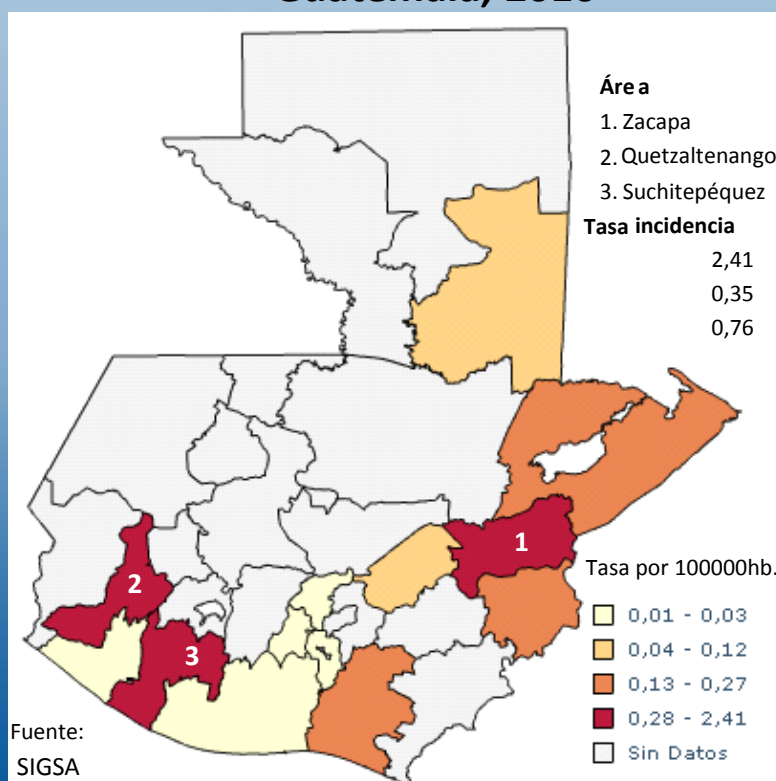 Guatemala, 2010
Área
1. Zacapa
2. Quetzaltenango
3. Suchitepéquez
Tasa incidencia
2,41
0,35
0,76
1
2
3
Tasa por 100000hb.
0,01 - 0,03
0,04 - 0,12
0,13 - 0,27
0,28 - 2,41
Sin Datos
Fuente:
SIGSA